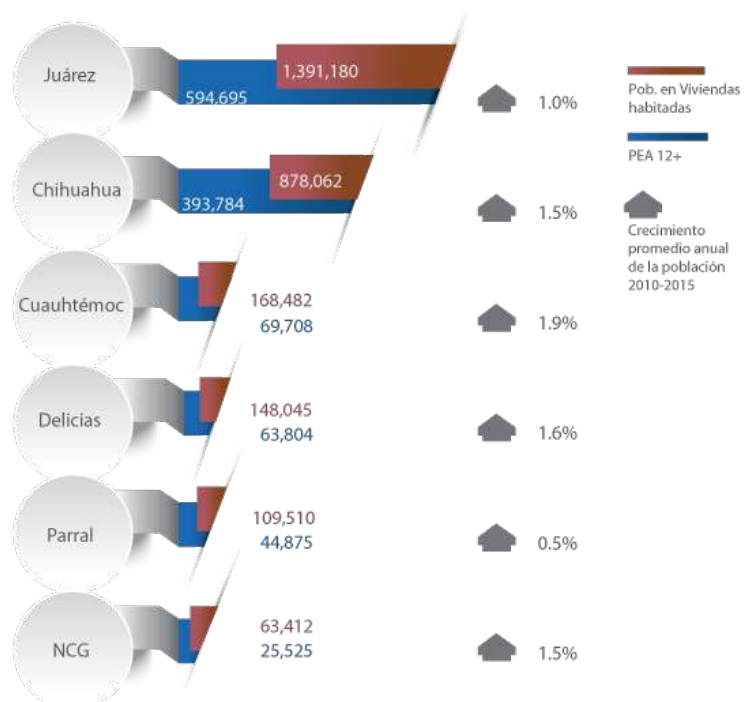 Juárez
1,391,180
594,695
1.0%
Pob. en Viviendas
habitadas
PEA 12+
Crecimiento
promedio anual
de la población
2010-2015
Chihuahua
878,062
393,784
1.5%
Cuauhtémoc
168,482
69,708
1.9%
Delicias
148,045
63,804
1.6%
Parral
109,510
44,875
0.5%
NCG
63,412
25,525
1.5%